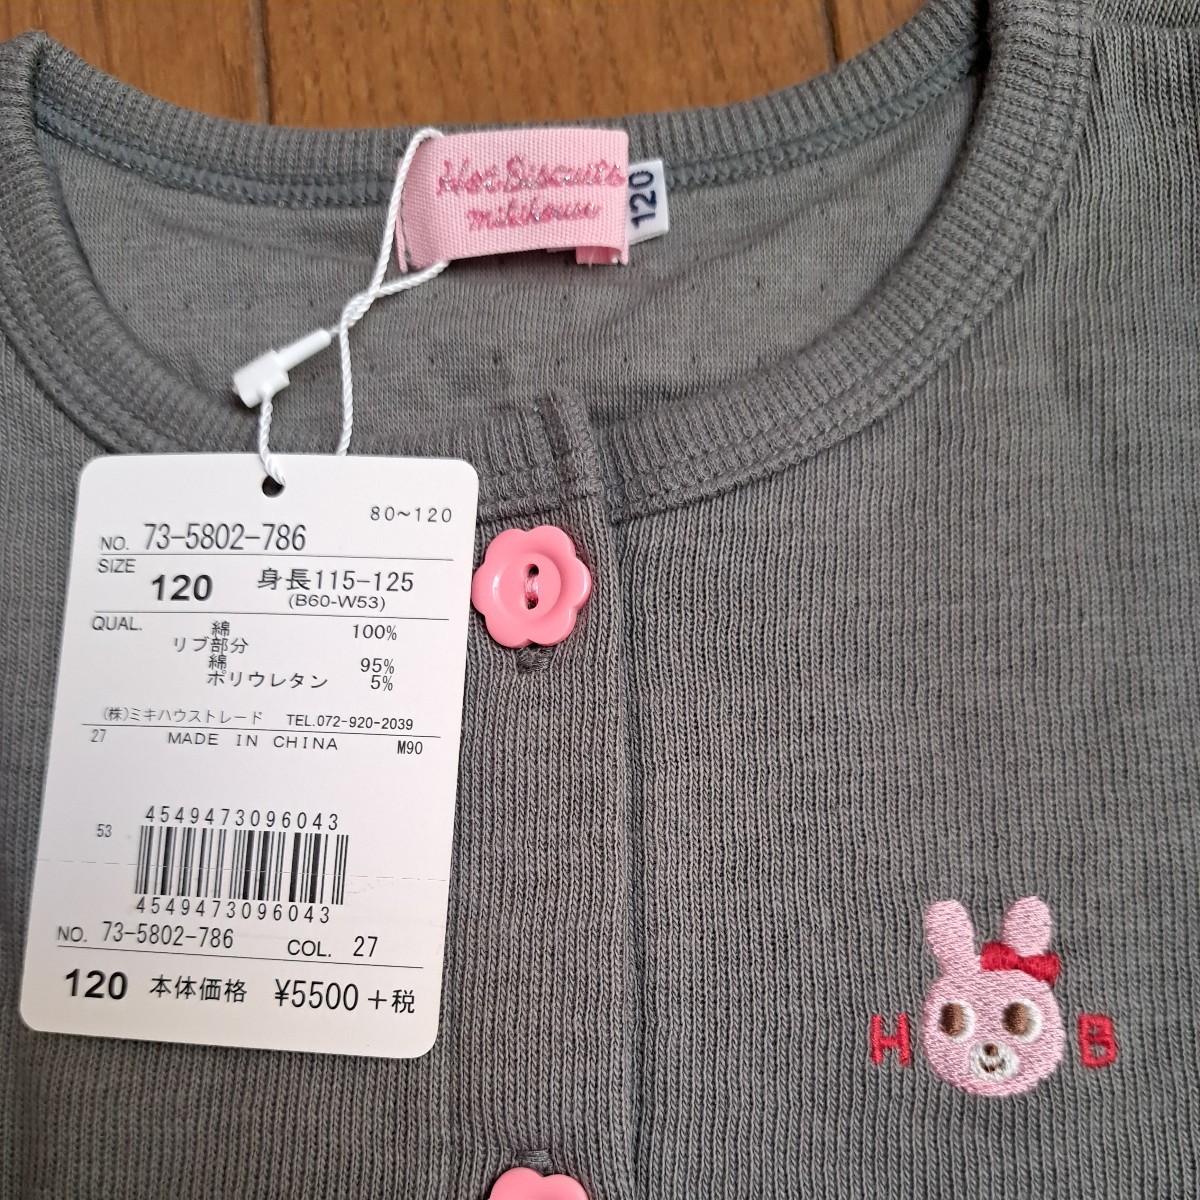 Hot Biscuits
mikihouse
120
80~120
NO. 73-5802-786
SIZE 120 身長115-125
(B60-W53)
QUAL. 綿 100%
リブ部分
綿 95%
ポリウレタン 5%
(株)ミキハウストレード TEL.072-920-2039
27 MADE IN CHINA M90
4549473096043
53
4549473096043
NO. 73-5802-786 COL. 27
120 本体価格 ¥5500+税
H B